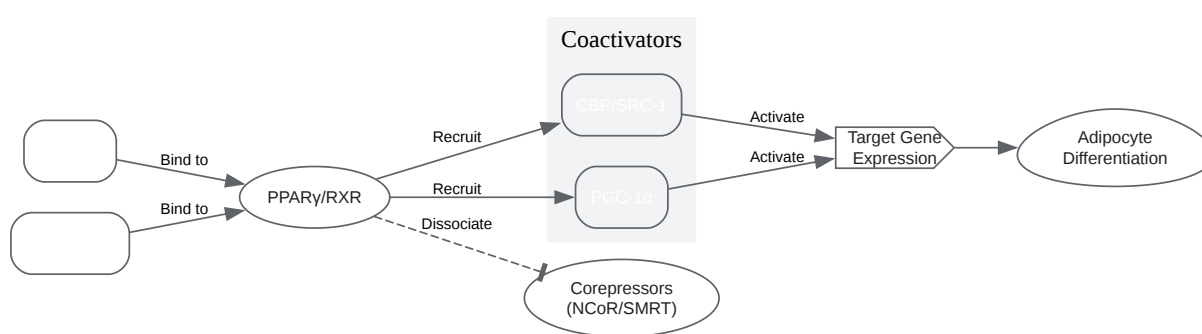 Coactivators
CBP/SRC-1
Activate
Recruit
Target Gene
Expression
Adipocyte
Differentiation
Bind to
Activate
PPARγ/RXR
Recruit
PGC-1α
Bind to
Dissociate
Corepressors
(NCoR/SMRT)